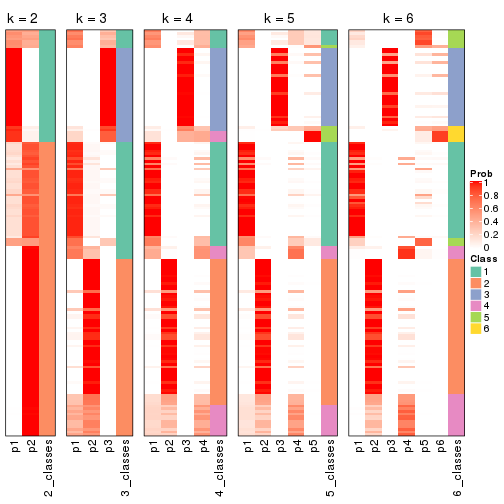 k = 2
k = 3
k = 4
k = 5
k = 6
p1
p2
2_classes
p1
p2
p3
3_classes
p1
p2
p3
p4
4_classes
p1
p2
p3
p4
p5
5_classes
p1
p2
p3
p4
p5
p6
6_classes
Prob
1
0.8
0.6
0.4
0.2
0
Class
1
2
3
4
5
6